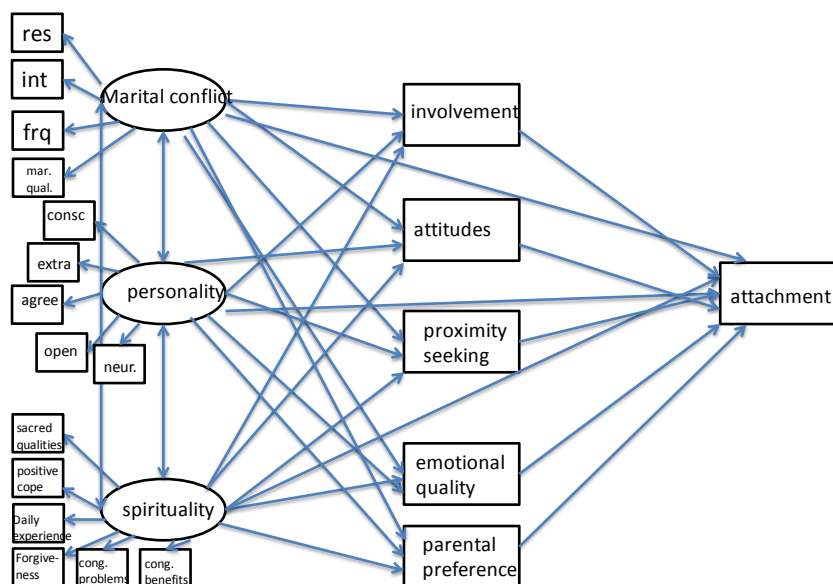 res
int
frq
mar.
qual.
consc
extra
agree
open
neur.
sacred
qualities
positive
cope
Daily
experience
Forgive-
ness
cong.
problems
cong.
benefits
Marital conflict
personality
spirituality
involvement
attitudes
proximity
seeking
emotional
quality
parental
preference
attachment